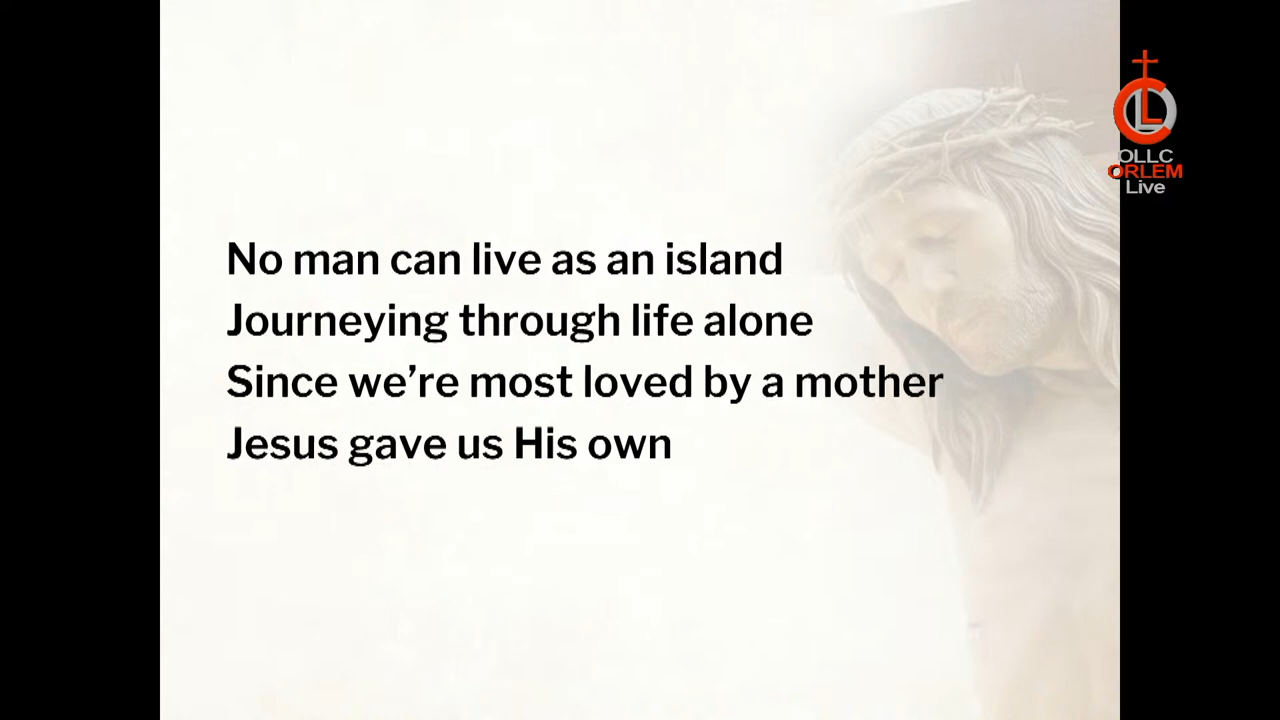 No man can live as an island
Journeying through life alone
Since we’re most loved by a mother
Jesus gave us His own
OLLC
ORLEM
Live